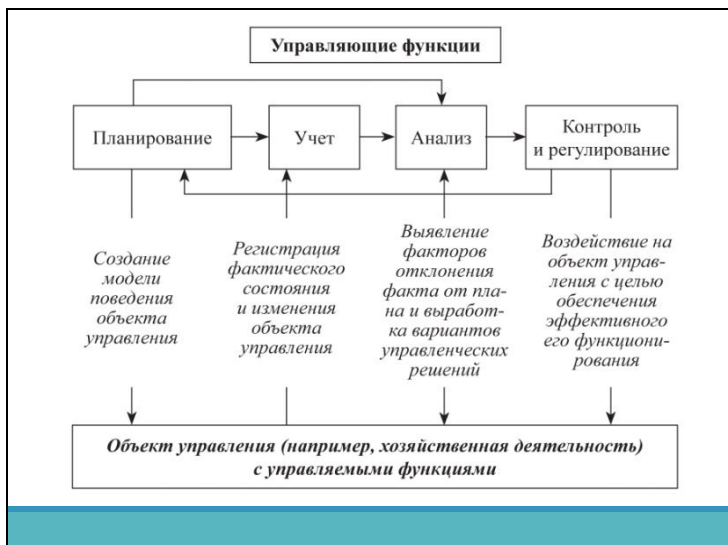 Управляющие функции
Планирование
Учет
Анализ
Контроль
и регулирование
Создание
модели
поведения
объекта
управления
Регистрация
фактического
состояния
и изменения
объекта
управления
Выявление
факторов
отклонения
факта от пла-
на и выработ-
ка вариантов
управленческих
решений
Воздействие на
объект управ-
ления с целью
обеспечения
эффективного
его функциони-
рования
Объект управления (например, хозяйственная деятельность)
с управляемыми функциями